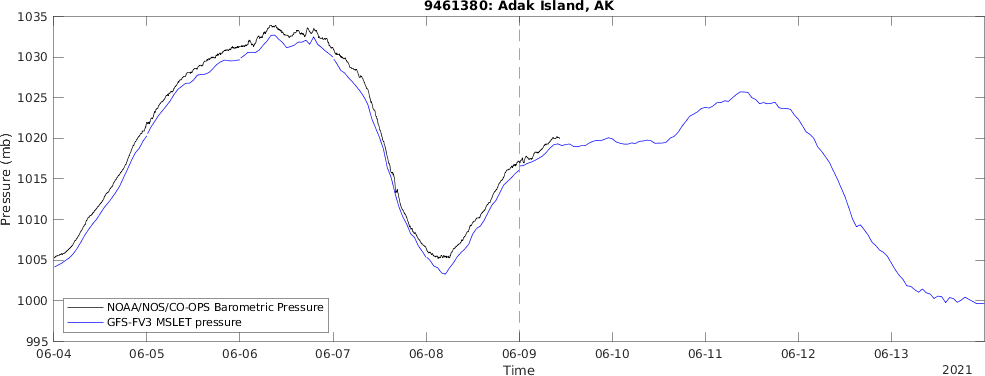 9461380: Adak Island, AK
Pressure (mb)
1035
1030
1025
1020
1015
1010
1005
1000
995
NOAA/NOS/CO-OPS Barometric Pressure
GFS-FV3 MSLET pressure
06-04 06-05 06-06 06-07 06-08 06-09 06-10 06-11 06-12 06-13
Time
2021